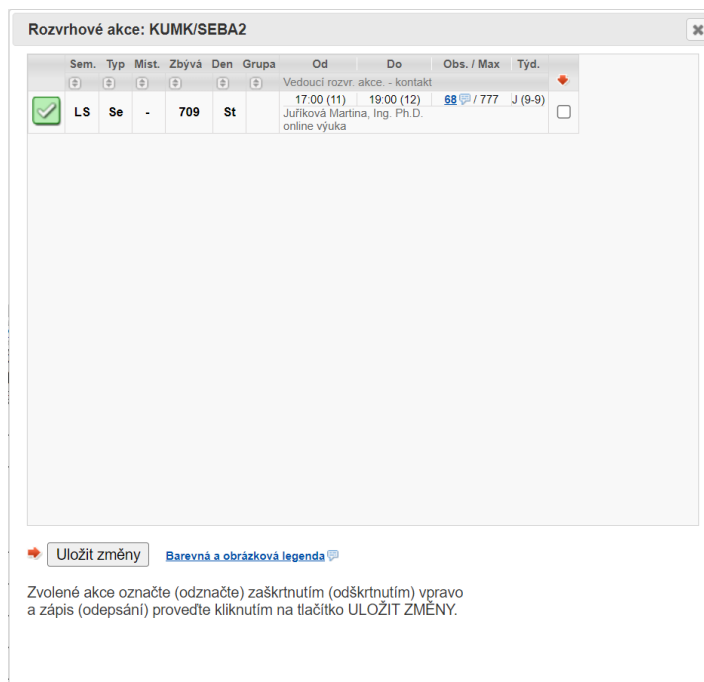 Rozvrhové akce: KUMK/SEBA2
Sem. Typ Míst. Zbývá Den Grupa Od Do Obs. / Max Týd.
Vedoucí rozvr. akce. - kontakt
17:00 (11) 19:00 (12) 68 / 777 J (9-9)
LS Se - 709 St
Juříková Martina, Ing. Ph.D.
online výuka
Uložit změny Barevná a obrázková legenda
Zvolené akce označte (odznačte) zaškrtnutím (odškrtnutím) vpravo
a zápis (odepsání) proveďte kliknutím na tlačítko ULOŽIT ZMĚNY.